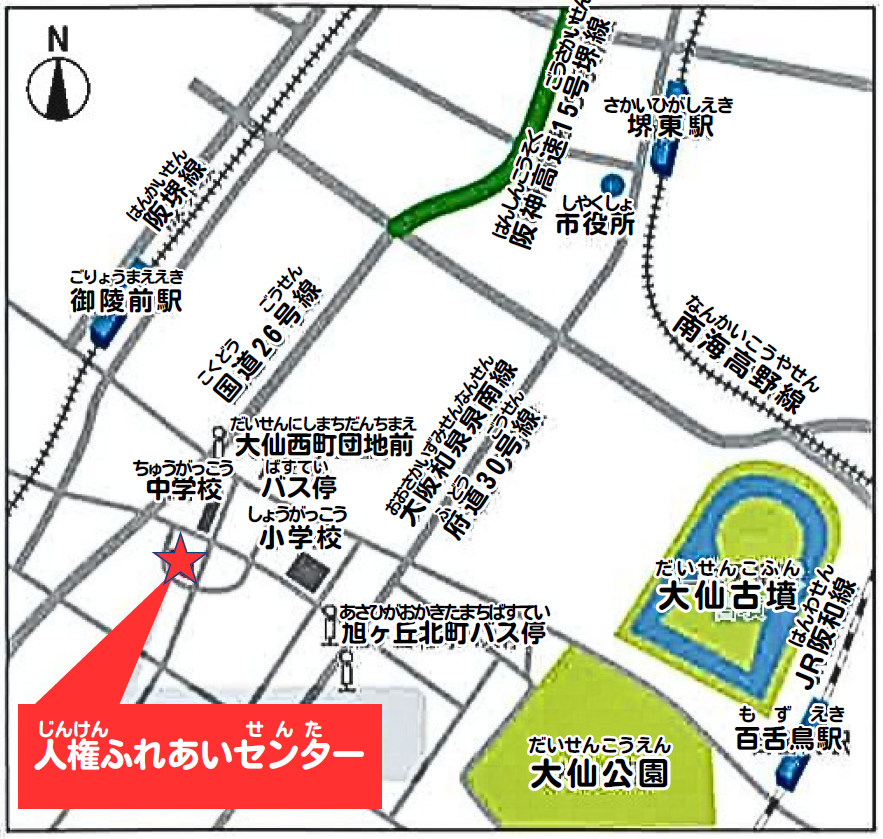 N
さかいひがしえき
堺東駅
はんしんこうそく ごうさかいせん
阪神高速15号堺線
しやくしょ
市役所
はんかいせん
阪堺線
ごりょうまええき
御陵前駅
こくどう ごうせん
国道26号線
なんかいこうやせん
南海高野線
おおさかいずみせんなんせん
大阪和泉泉南線
ふどう ごうせん
府道30号線
だいせんにしまちだんちまえ
大仙西町団地前
ばすてい
バス停
ちゅうがっこう
中学校
しょうがっこう
小学校
だいせんこふん
大仙古墳
はんわせん
JR阪和線
あさひがおかきたまちばすてい
旭ヶ丘北町バス停
もずえき
百舌鳥駅
だいせんこうえん
大仙公園
じんけん せんた
人権ふれあいセンター